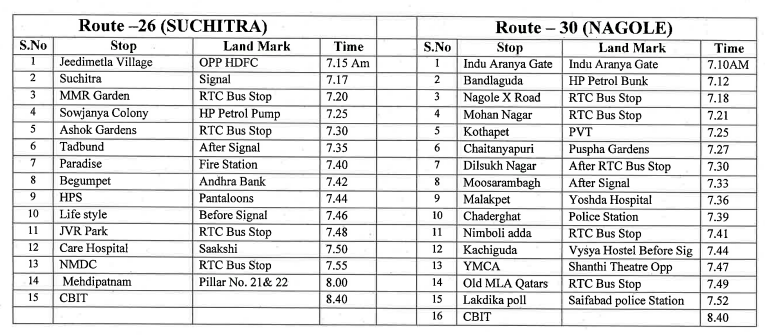 Route –26 (SUCHITRA) Route – 30 (NAGOLE)
S.No Stop Land Mark Time S.No Stop Land Mark Time
1 Jeedimetla Village OPP HDFC 7.15 Am 1 Indu Aranya Gate Indu Aranya Gate 7.10AM
2 Suchitra Signal 7.17 2 Bandlaguda HP Petrol Bunk 7.12
3 MMR Garden RTC Bus Stop 7.20 3 Nagole X Road RTC Bus Stop 7.18
4 Sowjanya Colony HP Petrol Pump 7.25 4 Mohan Nagar RTC Bus Stop 7.21
5 Ashok Gardens RTC Bus Stop 7.30 5 Kothapet PVT 7.25
6 Tadbund After Signal 7.35 6 Chaitanyapuri Puspha Gardens 7.27
7 Paradise Fire Station 7.40 7 Dilsukh Nagar After RTC Bus Stop 7.30
8 Begumpet Andhra Bank 7.42 8 Moosarambagh After Signal 7.33
9 HPS Pantaloons 7.44 9 Malakpet Yoshda Hospital 7.36
10 Life style Before Signal 7.46 10 Chaderghat Police Station 7.39
11 JVR Park RTC Bus Stop 7.48 11 Nimboli adda RTC Bus Stop 7.41
12 Care Hospital Saakshi 7.50 12 Kachiguda Vysya Hostel Before Sig 7.44
13 NMDC RTC Bus Stop 7.55 13 YMCA Shanthi Theatre Opp 7.47
14 Mehdipatnam Pillar No. 21& 22 8.00 14 Old MLA Qatars RTC Bus Stop 7.49
15 CBIT 8.40 15 Lakdika poll Saifabad police Station 7.52
16 CBIT 8.40